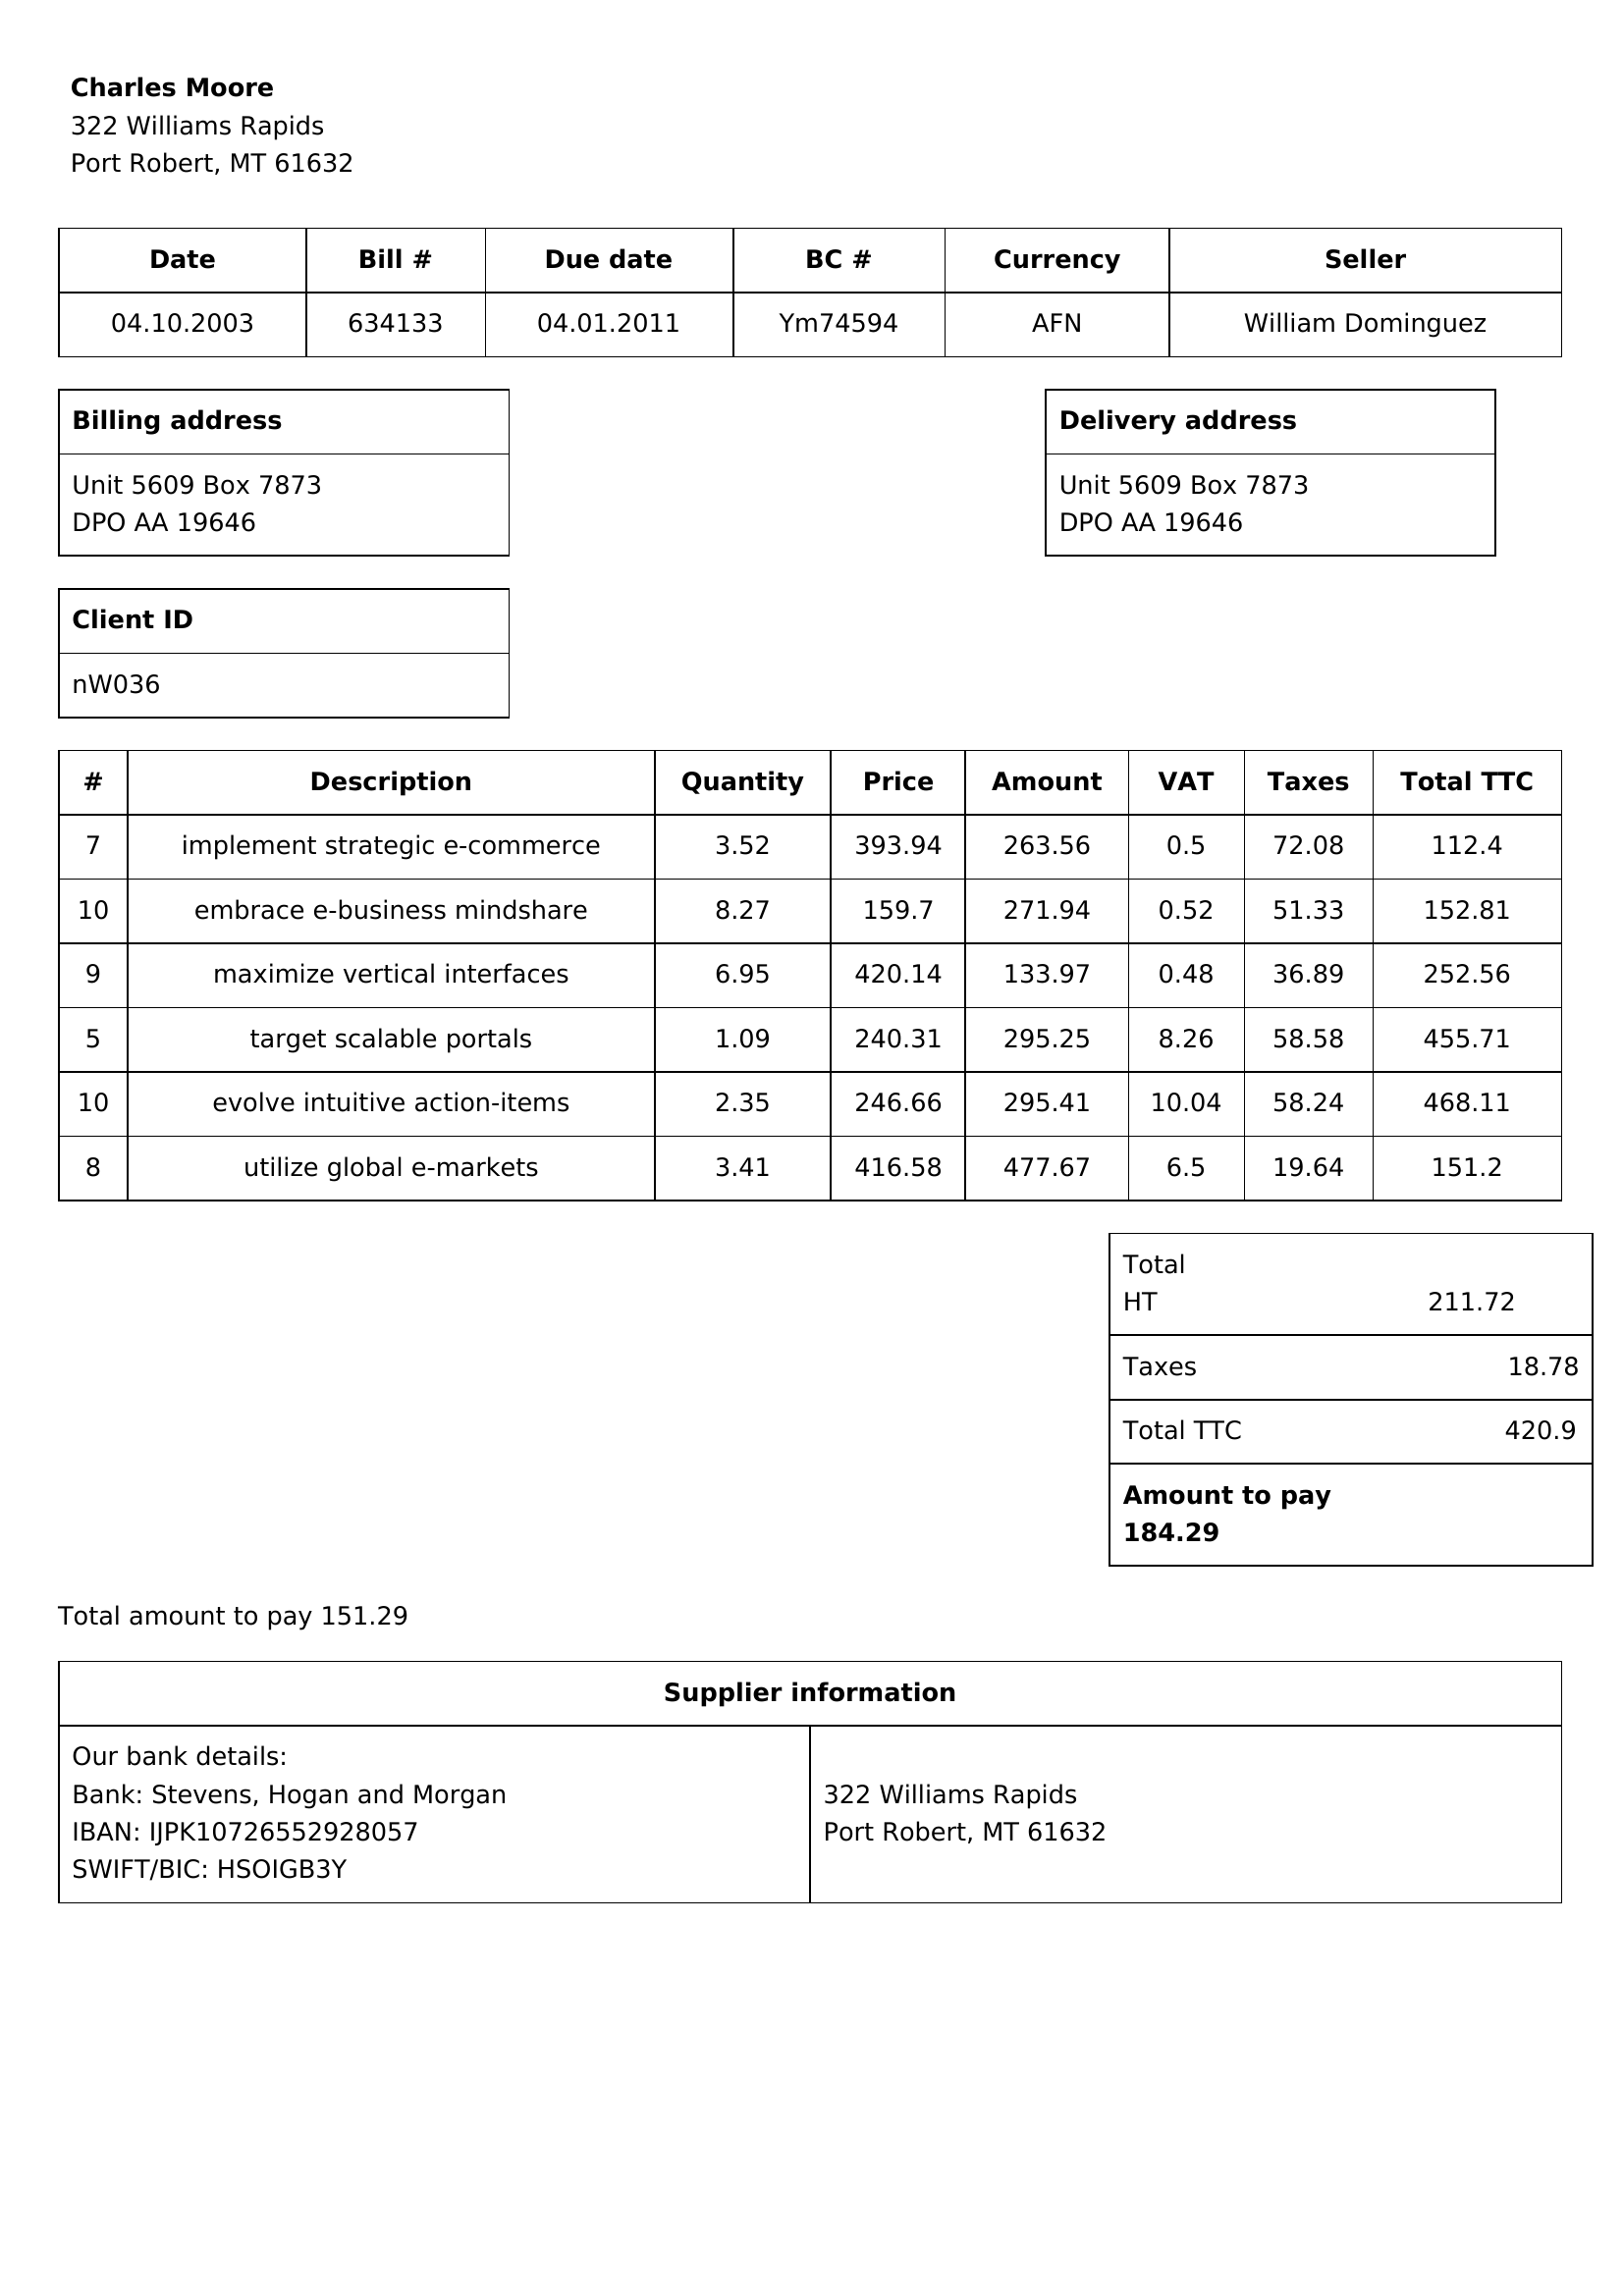 Charles Moore
322 Williams Rapids
Port Robert, MT 61632
Date Bill # Due date BC # Currency Seller
04.10.2003 634133 04.01.2011 Ym74594 AFN William Dominguez
Billing address
Unit 5609 Box 7873
DPO AA 19646
Delivery address
Unit 5609 Box 7873
DPO AA 19646
Client ID
nW036
# Description Quantity Price Amount VAT Taxes Total TTC
7 implement strategic e-commerce 3.52 393.94 263.56 0.5 72.08 112.4
10 embrace e-business mindshare 8.27 159.7 271.94 0.52 51.33 152.81
9 maximize vertical interfaces 6.95 420.14 133.97 0.48 36.89 252.56
5 target scalable portals 1.09 240.31 295.25 8.26 58.58 455.71
10 evolve intuitive action-items 2.35 246.66 295.41 10.04 58.24 468.11
8 utilize global e-markets 3.41 416.58 477.67 6.5 19.64 151.2
Total
HT 211.72
Taxes 18.78
Total TTC 420.9
Amount to pay
184.29
Total amount to pay 151.29
Supplier information
Our bank details:
Bank: Stevens, Hogan and Morgan
IBAN: IJPK10726552928057
SWIFT/BIC: HSOIGB3Y
322 Williams Rapids
Port Robert, MT 61632